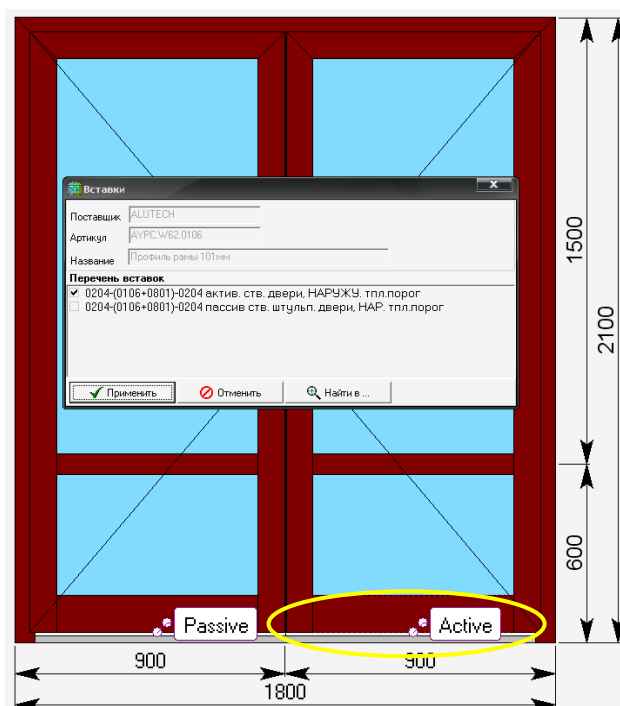 Вставки
X
Поставщик ALUTECH
Артикул AYPC.W62.0106
Название Профиль рамы 101мм
Перечень вставок
0204-(0106+0801)-0204 актив. ств. двери, НАРУЖУ. тпл.порог
0204-(0106+0801)-0204 пассив ств. штульп. двери, НАР. тпл.порог
Применить Отменить Найти в ...
1500
2100
600
Passive Active
900 900
1800